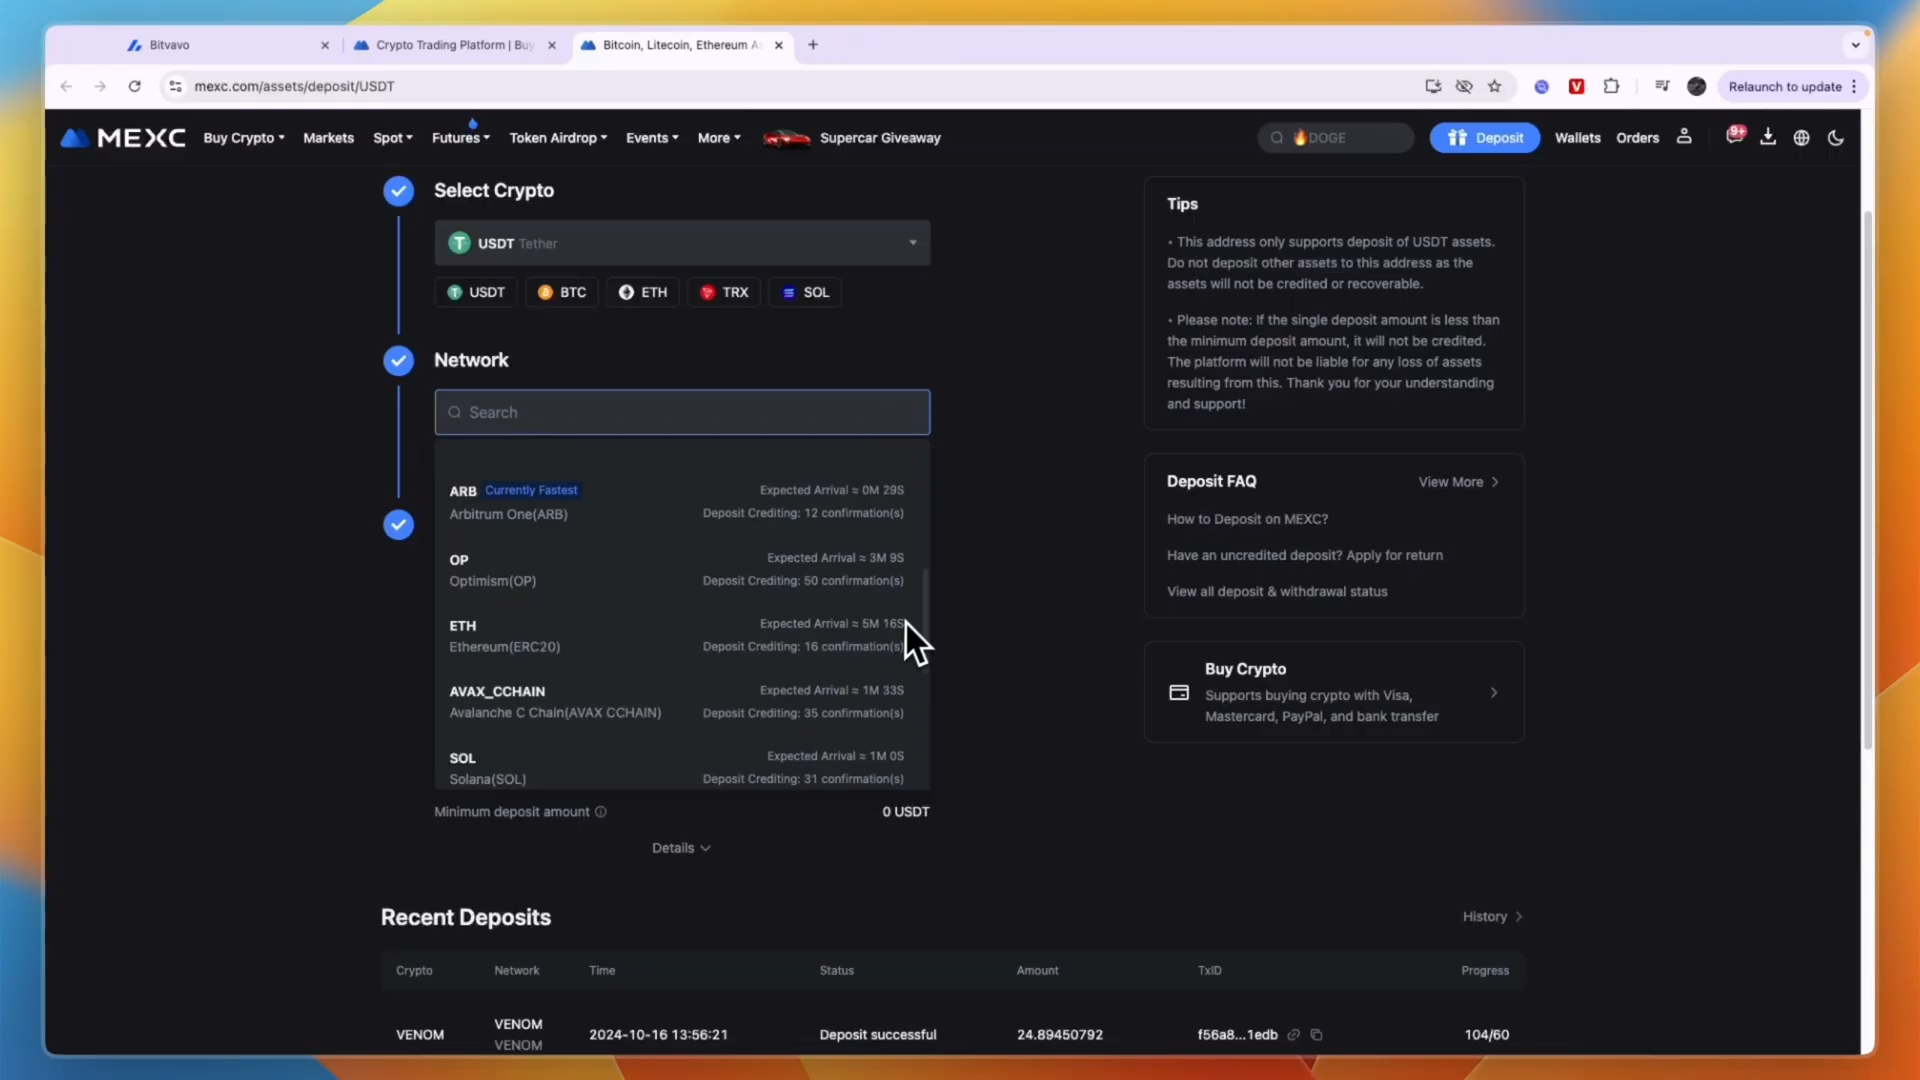 Bitvavo
Crypto Trading Platform | Buy
Bitcoin, Litecoin, Ethereum A
mexc.com/assets/deposit/USDT
Relaunch to update
MEXC
Buy Crypto
Markets
Spot
Futures
Token Airdrop
Events
More
Supercar Giveaway
DOGE
Deposit
Wallets
Orders
9+
Select Crypto
USDT Tether
USDT
BTC
ETH
TRX
SOL
Network
Search
ARB Currently Fastest Expected Arrival ≈ 0M 29S
Arbitrum One(ARB) Deposit Crediting: 12 confirmation(s)
OP Expected Arrival ≈ 3M 9S
Optimism(OP) Deposit Crediting: 50 confirmation(s)
ETH Expected Arrival ≈ 5M 16S
Ethereum(ERC20) Deposit Crediting: 16 confirmation(s)
AVAX_CCHAIN Expected Arrival ≈ 1M 33S
Avalanche C Chain(AVAX CCHAIN) Deposit Crediting: 35 confirmation(s)
SOL Expected Arrival ≈ 1M 0S
Solana(SOL) Deposit Crediting: 31 confirmation(s)
Minimum deposit amount 0 USDT
Details
Tips
• This address only supports deposit of USDT assets.
Do not deposit other assets to this address as the
assets will not be credited or recoverable.
• Please note: If the single deposit amount is less than
the minimum deposit amount, it will not be credited.
The platform will not be liable for any loss of assets
resulting from this. Thank you for your understanding
and support!
Deposit FAQ View More
How to Deposit on MEXC?
Have an uncredited deposit? Apply for return
View all deposit & withdrawal status
Buy Crypto
Supports buying crypto with Visa,
Mastercard, PayPal, and bank transfer
Recent Deposits History
Crypto Network Time Status Amount TxID Progress
VENOM VENOM 2024-10-16 13:56:21 Deposit successful 24.89450792 f56a8...1edb 104/60
VENOM